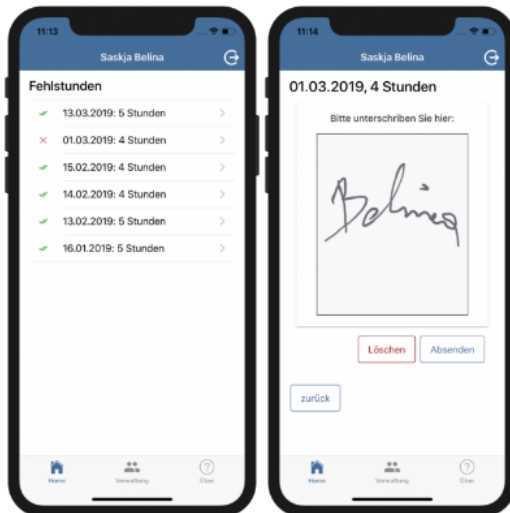 11:13
Saskja Belina
Fehlstunden
13.03.2019: 5 Stunden
01.03.2019: 4 Stunden
15.02.2019: 4 Stunden
14.02.2019: 4 Stunden
13.02.2019: 5 Stunden
16.01.2019: 5 Stunden
Home
Verwaltung
Über
11:14
Saskja Belina
01.03.2019, 4 Stunden
Bitte unterschriben Sie hier:
Belina
Löschen
Absenden
zurück
Home
Verwaltung
Über